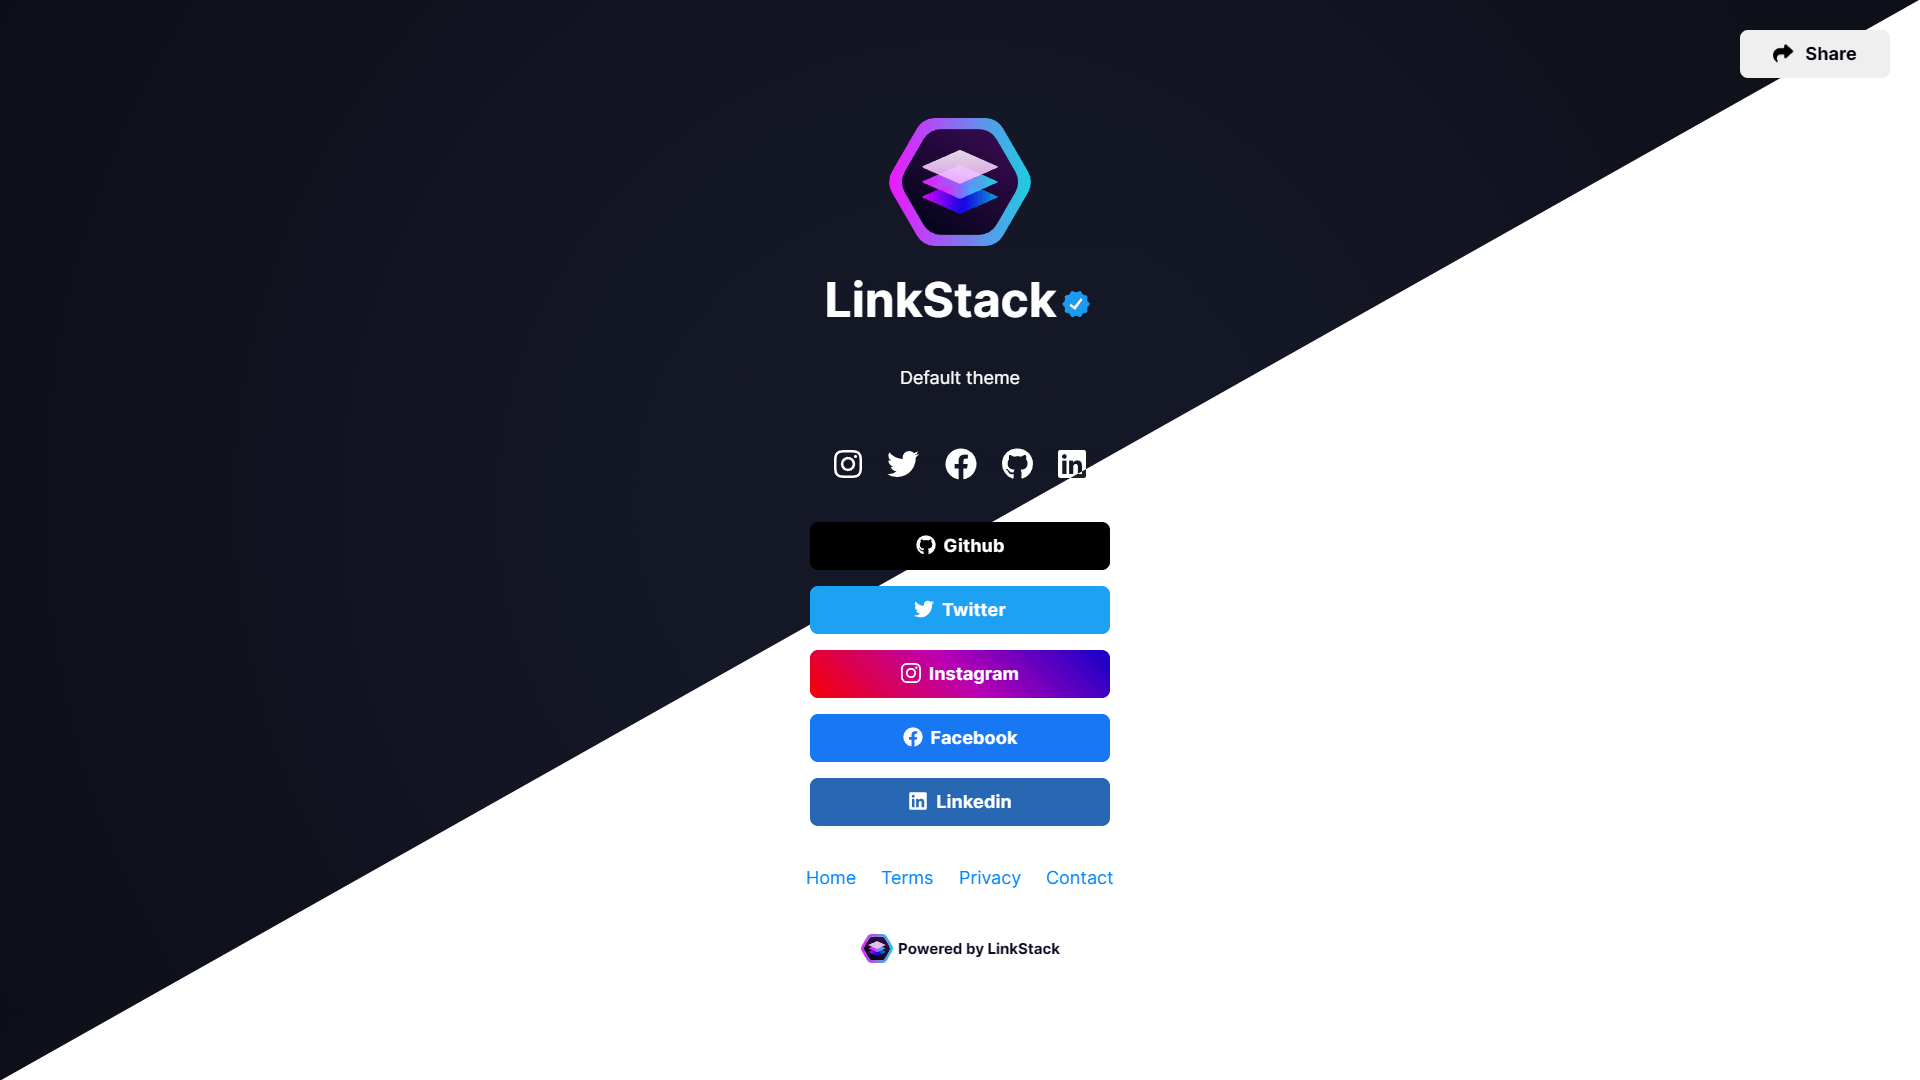 Share
LinkStack
Default theme
Github
Twitter
Instagram
Facebook
Linkedin
Home Terms Privacy Contact
Powered by LinkStack